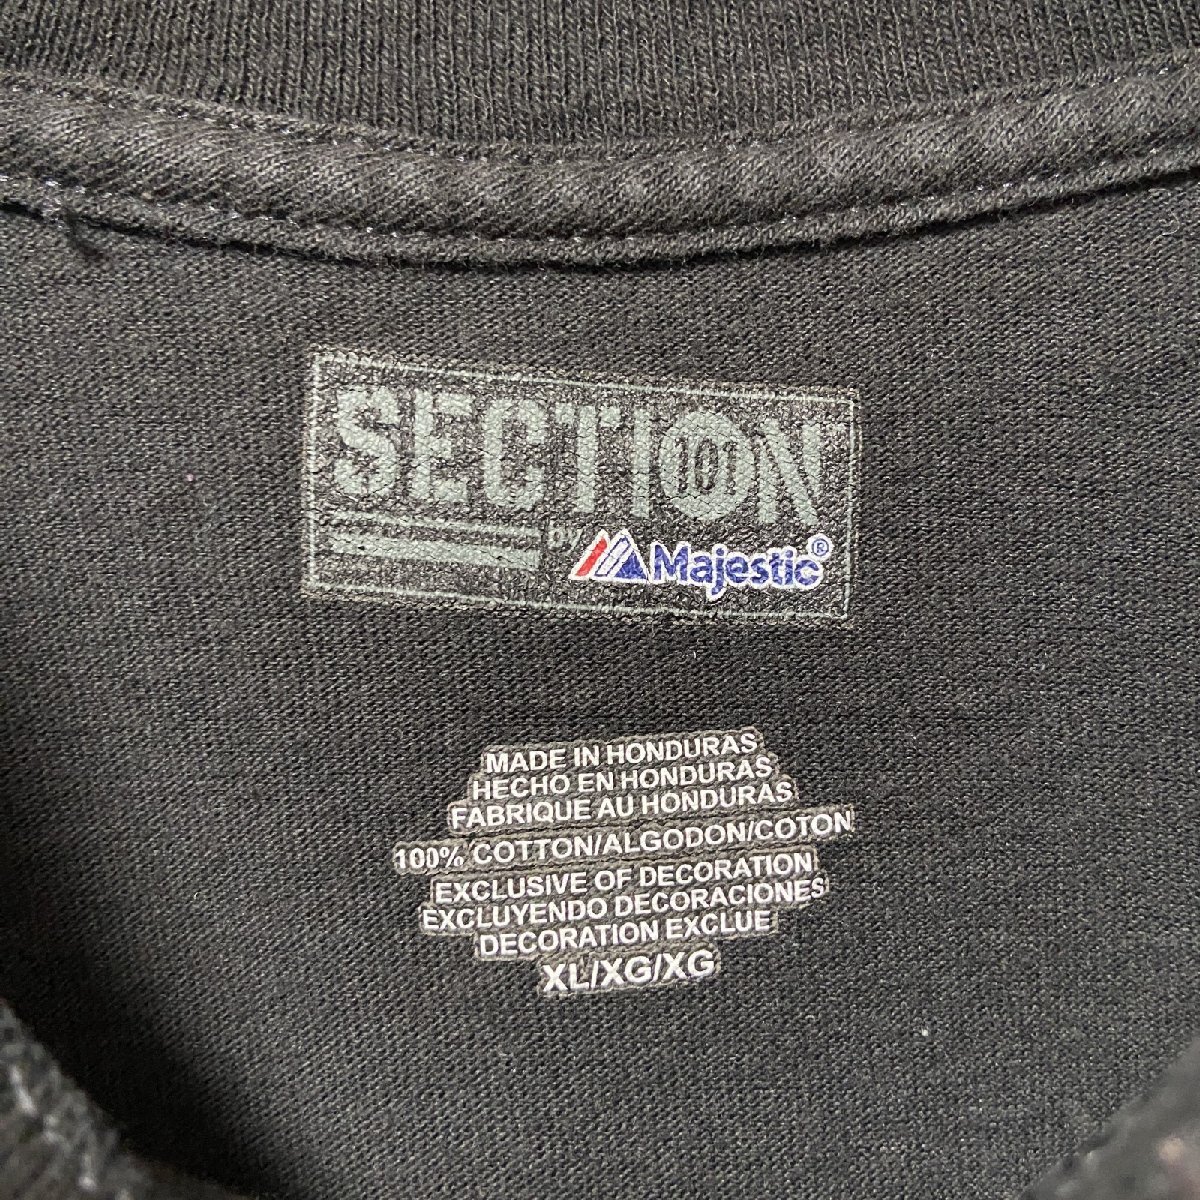 SECTION
101
by Majestic®
MADE IN HONDURAS
HECHO EN HONDURAS
FABRIQUE AU HONDURAS
100% COTTON/ALGODON/COTON
EXCLUSIVE OF DECORATION
EXCLUYENDO DECORACIONES
DECORATION EXCLUE
XL/XG/XG